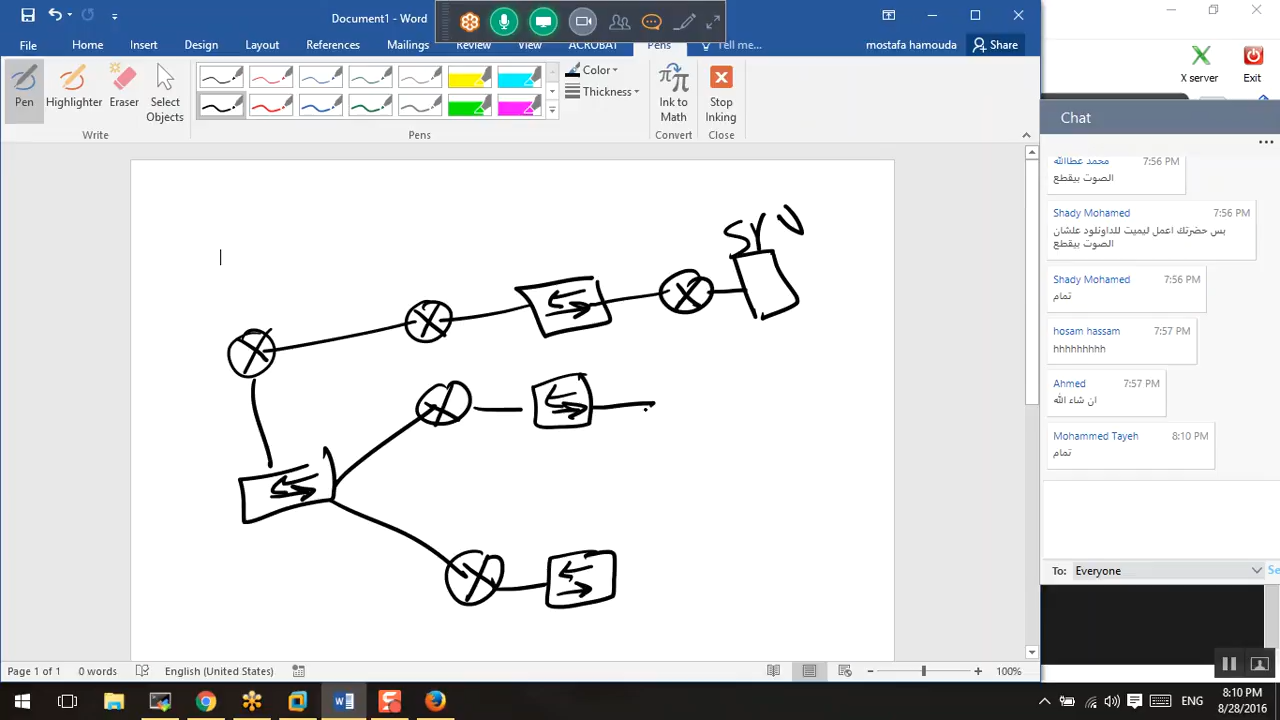 Document1 - Word
File
Home
Insert
Design
Layout
References
Mailings
Review
View
ACROBAT
Pens
Tell me...
mostafa hamouda
Share
Pen
Highlighter
Eraser
Select Objects
Color
Thickness
Ink to Math
Stop Inking
Write
Pens
Convert
Close
X server
Exit
Chat
محمد عطاالله
7:56 PM
الصوت بيقطع
Shady Mohamed
7:56 PM
بس حضرتك اعمل ليميت للداونلود علشان
الصوت بيقطع
Shady Mohamed
7:56 PM
تمام
hosam hassam
7:57 PM
hhhhhhhhh
Ahmed
7:57 PM
ان شاء الله
Mohammed Tayeh
8:10 PM
تمام
To:
Everyone
Se
Srv
Page 1 of 1
0 words
English (United States)
100%
ENG
8:10 PM
8/28/2016